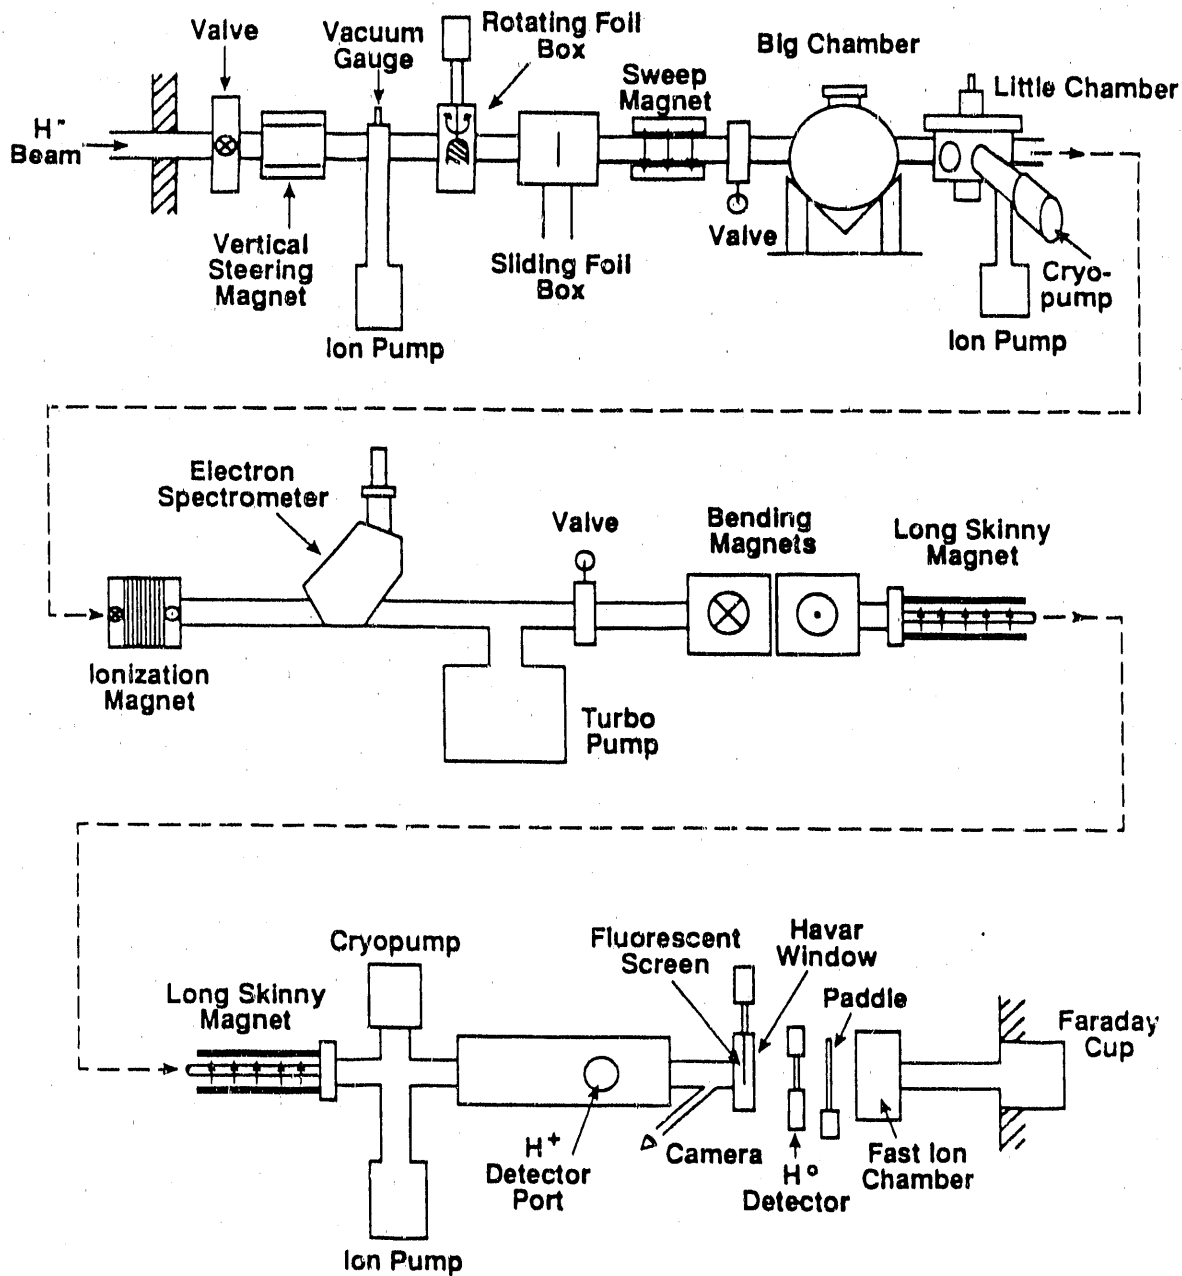 Valve
Vacuum
Gauge
Rotating Foil
Box
Sweep
Magnet
Big Chamber
Little Chamber
H⁻
Beam
Vertical
Steering
Magnet
Ion Pump
Sliding Foil
Box
Valve
Cryo-
pump
Ion Pump
Electron
Spectrometer
Valve
Bending
Magnets
Long Skinny
Magnet
Ionization
Magnet
Turbo
Pump
Cryopump
Long Skinny
Magnet
Fluorescent
Screen
Havar
Window
Paddle
Faraday
Cup
H⁺
Detector
Port
Camera
H°
Detector
Fast Ion
Chamber
Ion Pump